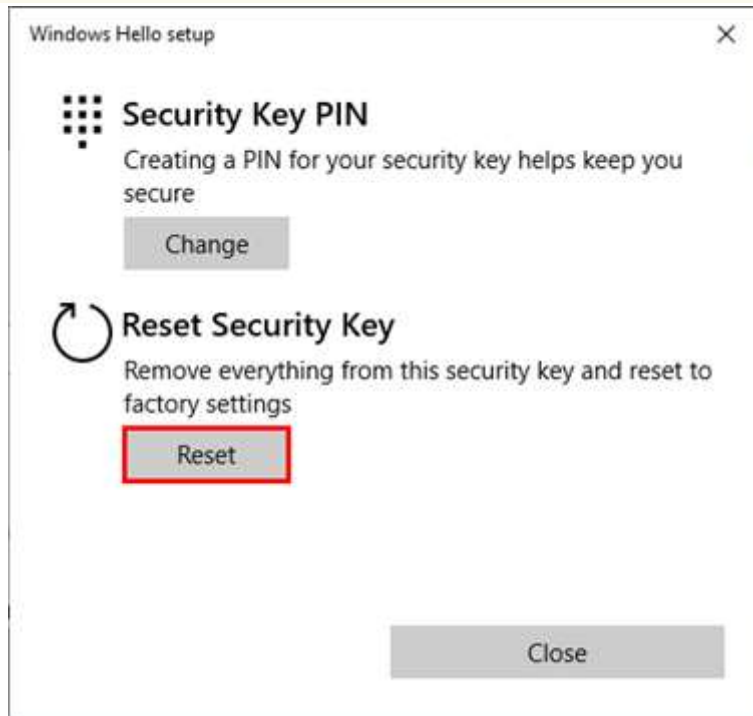 Windows Hello setup
Security Key PIN
Creating a PIN for your security key helps keep you
secure
Change
Reset Security Key
Remove everything from this security key and reset to
factory settings
Reset
Close